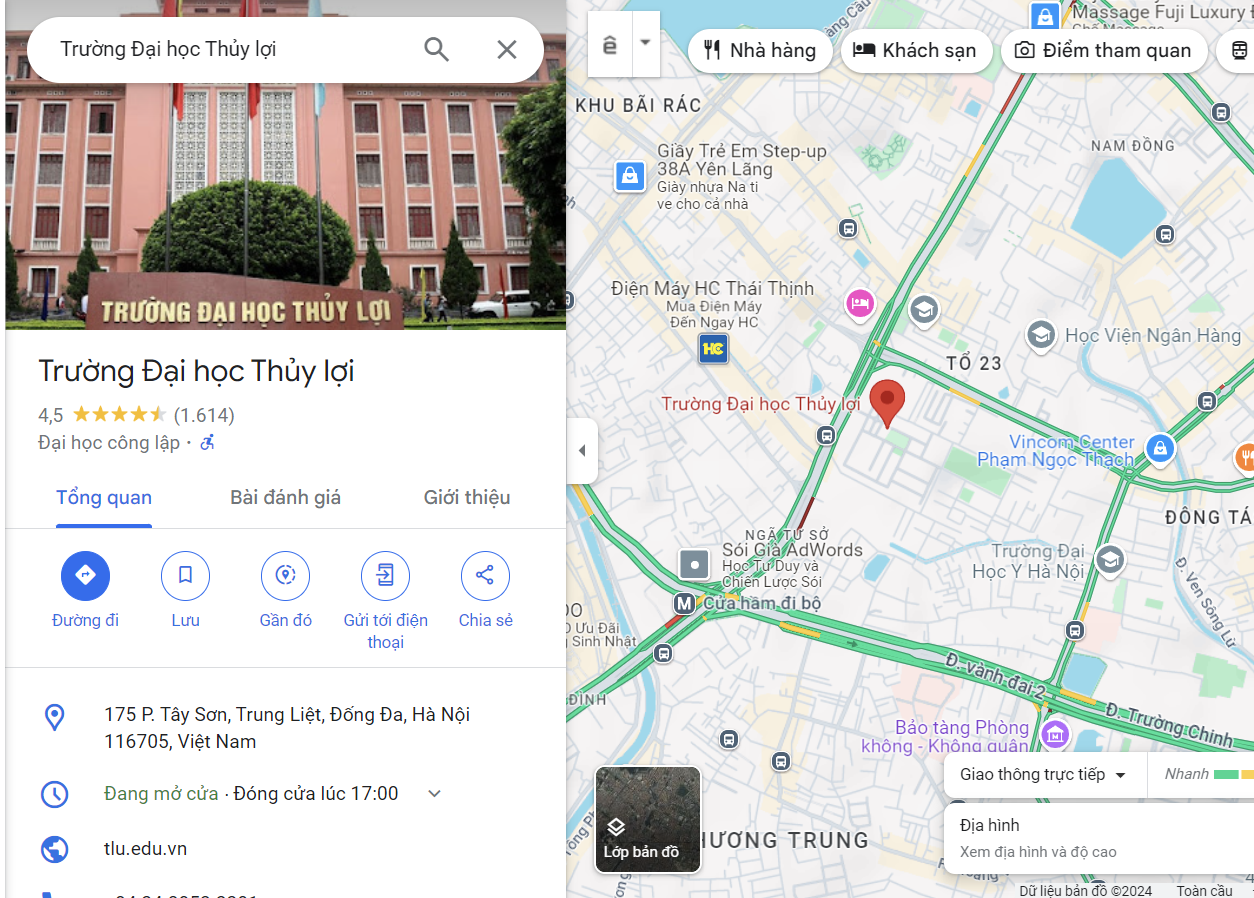 Trường Đại học Thủy lợi
TRƯỜNG ĐẠI HỌC THỦY LỢI
Trường Đại học Thủy lợi
4,5
(1.614)
Đại học công lập ·
Tổng quan
Bài đánh giá
Giới thiệu
Đường đi
Lưu
Gần đó
Gửi tới điện
thoại
Chia sẻ
175 P. Tây Sơn, Trung Liệt, Đống Đa, Hà Nội
116705, Việt Nam
Đang mở cửa · Đóng cửa lúc 17:00
tlu.edu.vn
ê
Massage Fuji Luxury
Nhà hàng
Khách sạn
Điểm tham quan
KHU BÃI RÁC
NAM ĐỒNG
Giầy Trẻ Em Step-up
38A Yên Lãng
Giày nhựa Na ti
ve cho cả nhà
Điện Máy HC Thái Thịnh
Mua Điện Máy
Đến Ngay HC
HC
Học Viện Ngân Hàng
TỔ 23
Trường Đại học Thủy lợi
Vincom Center
Phạm Ngọc Thạch
ĐÔNG TÁ
NGÃ TƯ SỞ
Sói Già AdWords
Học Tư Duy và
Chiến Lược Sói
Trường Đại
Học Y Hà Nội
Đ. Ven Sông Lừ
M
Cửa hầm đi bộ
Ưu Đãi
Sinh Nhật
Đ. vành đai 2
ĐÌNH
Đ. Trường Chinh
Bảo tàng Phòng
không - Không quân
Giao thông trực tiếp
Nhanh
Địa hình
Xem địa hình và độ cao
Lớp bản đồ
HƯƠNG TRUNG
Dữ liệu bản đồ ©2024
Toàn cầu